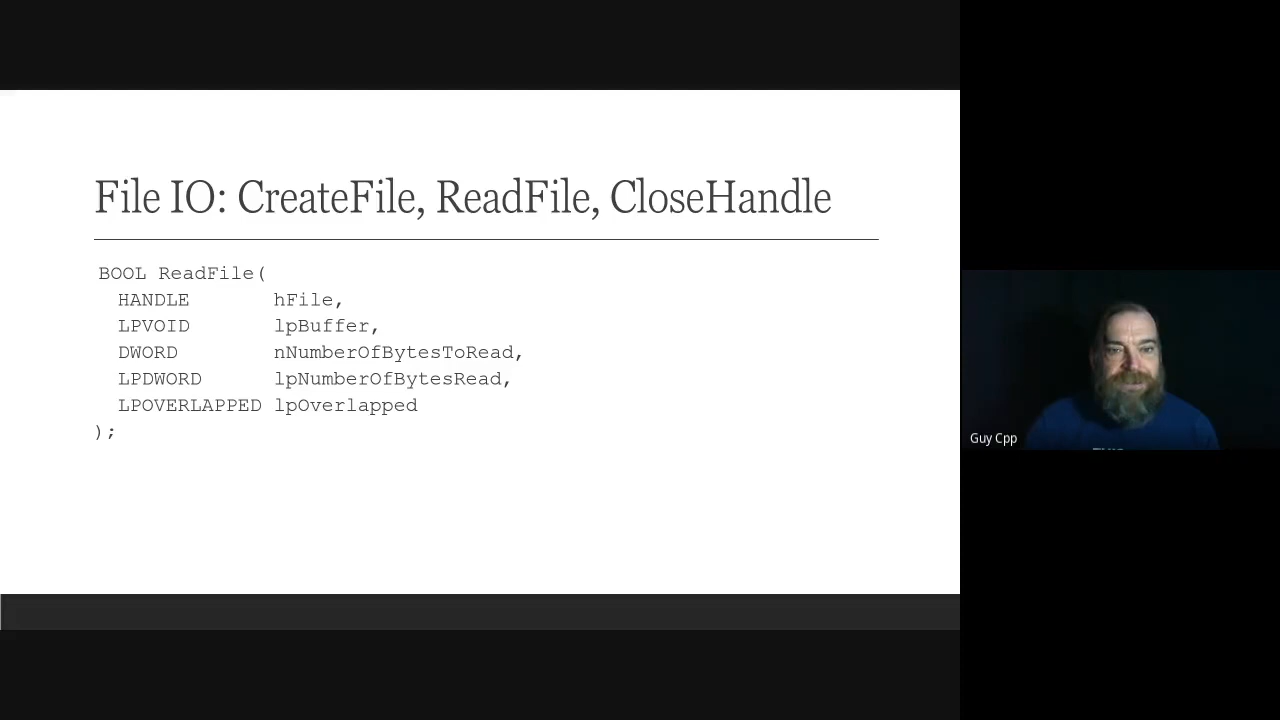 File IO: CreateFile, ReadFile, CloseHandle
BOOL ReadFile(
HANDLE hFile,
LPVOID lpBuffer,
DWORD nNumberOfBytesToRead,
LPDWORD lpNumberOfBytesRead,
LPOVERLAPPED lpOverlapped
);
Guy Cpp